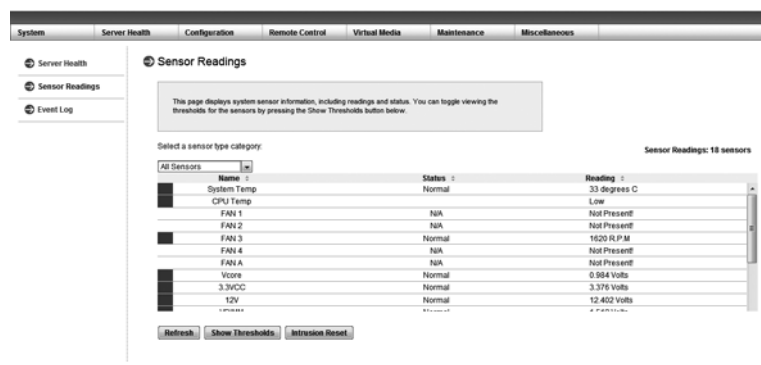 System Server Health Configuration Remote Control Virtual Media Maintenance Miscellaneous
Server Health
Sensor Readings
Event Log
Sensor Readings
This page displays system sensor information, including readings and status. You can toggle viewing the
thresholds for the sensors by pressing the Show Thresholds button below.
Select a sensor type category:
Sensor Readings: 18 sensors
All Sensors
Name Status Reading
System Temp Normal 33 degrees C
CPU Temp Low
FAN 1 N/A Not Present!
FAN 2 N/A Not Present!
FAN 3 Normal 1620 R.P.M
FAN 4 N/A Not Present!
FAN A N/A Not Present!
Vcore Normal 0.984 Volts
3.3VCC Normal 3.376 Volts
12V Normal 12.402 Volts
Normal
Refresh Show Thresholds Intrusion Reset